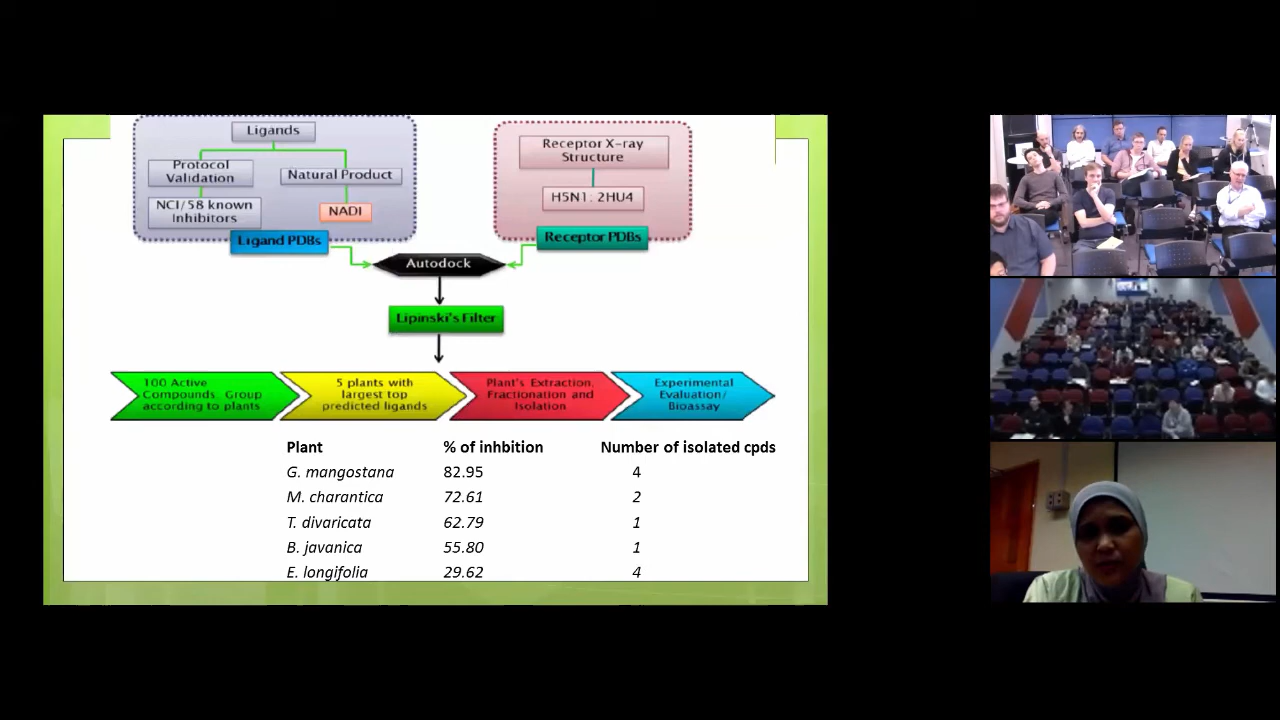 Ligands
Protocol
Validation
Natural Product
NCI/58 known
Inhibitors
NADI
Ligand PDBs
Receptor X-ray
Structure
H5N1: 2HU4
Receptor PDBs
Autodock
Lipinski's Filter
100 Active
Compounds. Group
according to plants
5 plants with
largest top
predicted ligands
Plant's Extraction,
Fractionation and
Isolation
Experimental
Evaluation/
Bioassay
Plant % of inhbition Number of isolated cpds
G. mangostana 82.95 4
M. charantica 72.61 2
T. divaricata 62.79 1
B. javanica 55.80 1
E. longifolia 29.62 4